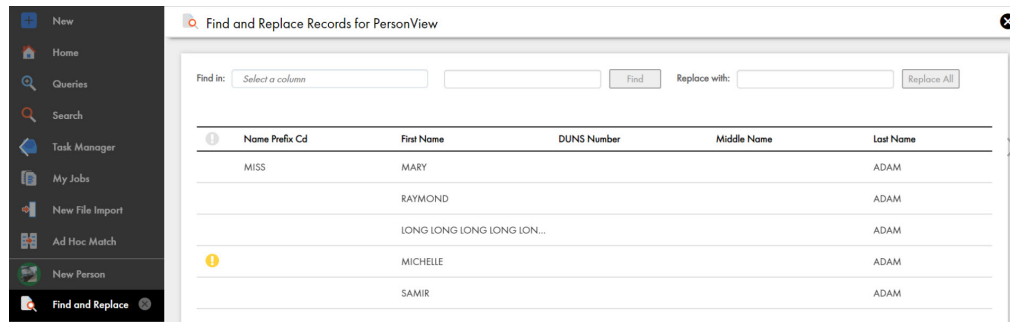 New
Home
Queries
Search
Task Manager
My Jobs
New File Import
Ad Hoc Match
New Person
Find and Replace
Find and Replace Records for PersonView
Find in: Select a column Find Replace with: Replace All
Name Prefix Cd First Name DUNS Number Middle Name Last Name
MISS MARY ADAM
RAYMOND ADAM
LONG LONG LONG LONG LON... ADAM
MICHELLE ADAM
SAMIR ADAM